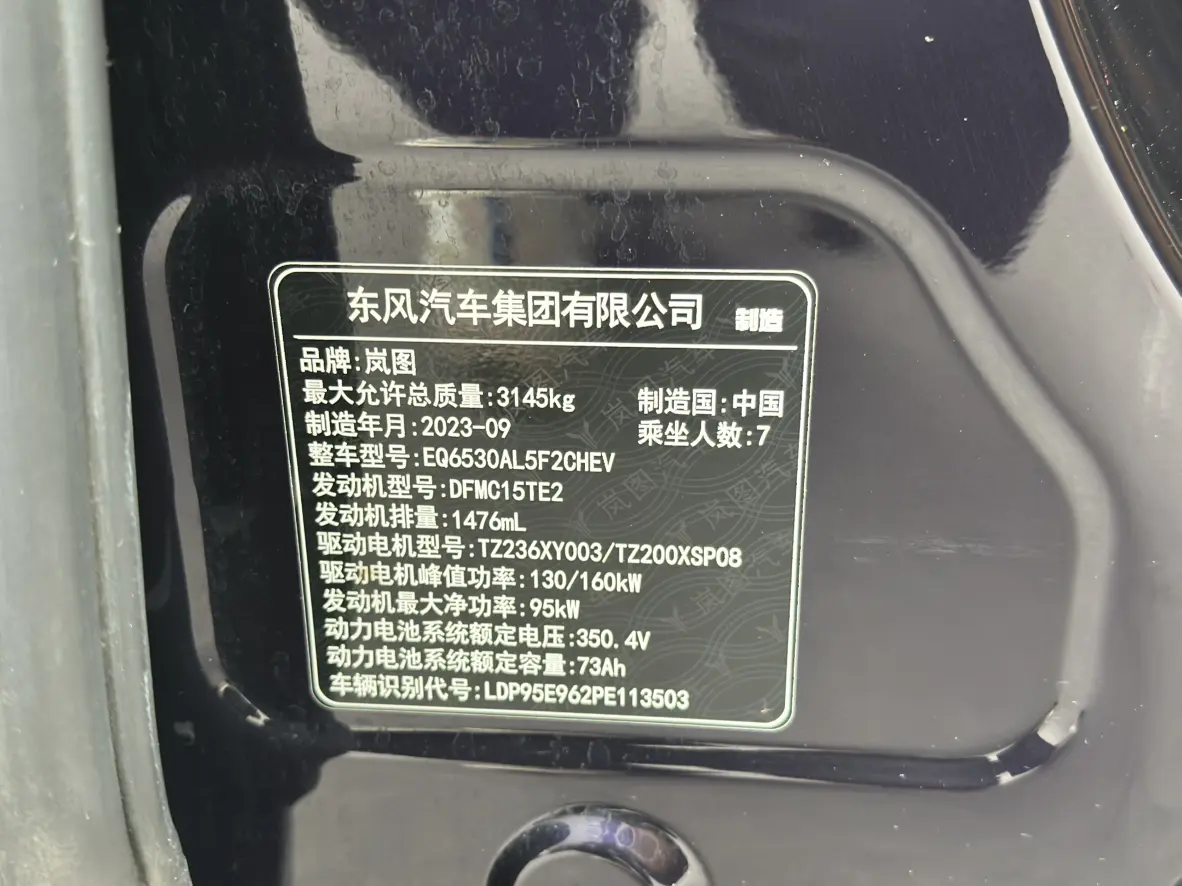 东风汽车集团有限公司 制造
品牌:岚图
最大允许总质量:3145kg 制造国:中国
制造年月:2023-09 乘坐人数:7
整车型号:EQ6530AL5F2CHEV
发动机型号:DFMC15TE2
发动机排量:1476mL
驱动电机型号:TZ236XY003/TZ200XSP08
驱动电机峰值功率:130/160kW
发动机最大净功率:95kW
动力电池系统额定电压:350.4V
动力电池系统额定容量:73Ah
车辆识别代号:LDP95E962PE113503